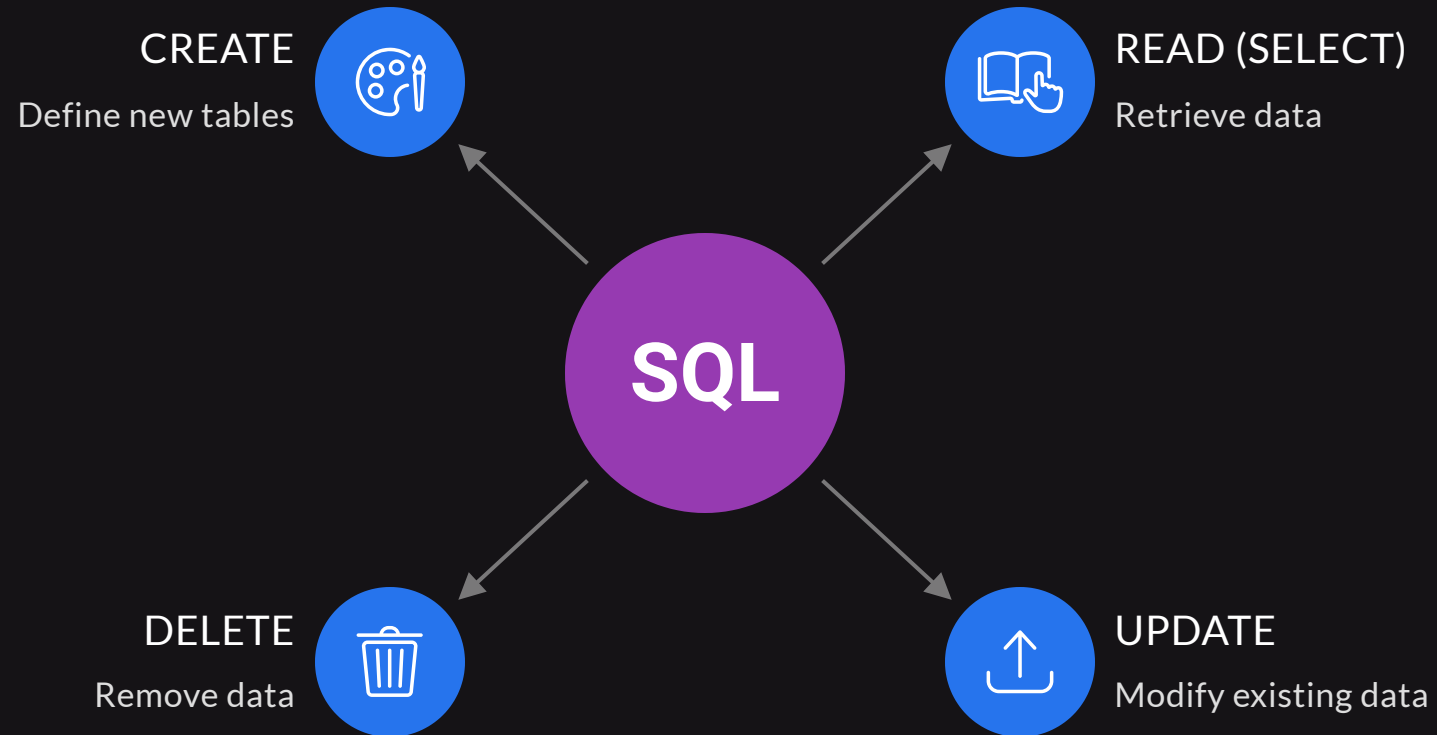 CREATE
Define new tables
READ (SELECT)
Retrieve data
SQL
DELETE
Remove data
UPDATE
Modify existing data